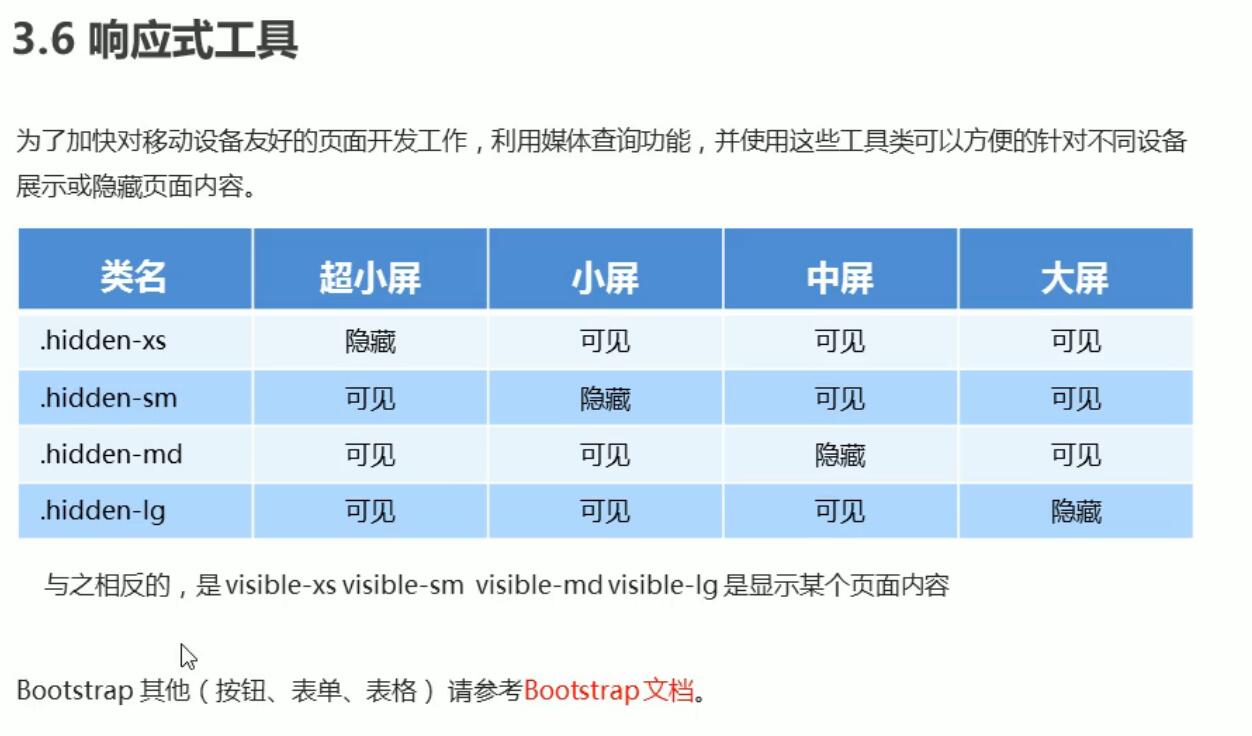 3.6 响应式工具
为了加快对移动设备友好的页面开发工作，利用媒体查询功能，并使用这些工具类可以方便的针对不同设备
展示或隐藏页面内容。
类名 超小屏 小屏 中屏 大屏
.hidden-xs 隐藏 可见 可见 可见
.hidden-sm 可见 隐藏 可见 可见
.hidden-md 可见 可见 隐藏 可见
.hidden-lg 可见 可见 可见 隐藏
与之相反的，是visible-xs visible-sm visible-md visible-lg 是显示某个页面内容
Bootstrap 其他（按钮、表单、表格）请参考Bootstrap 文档。